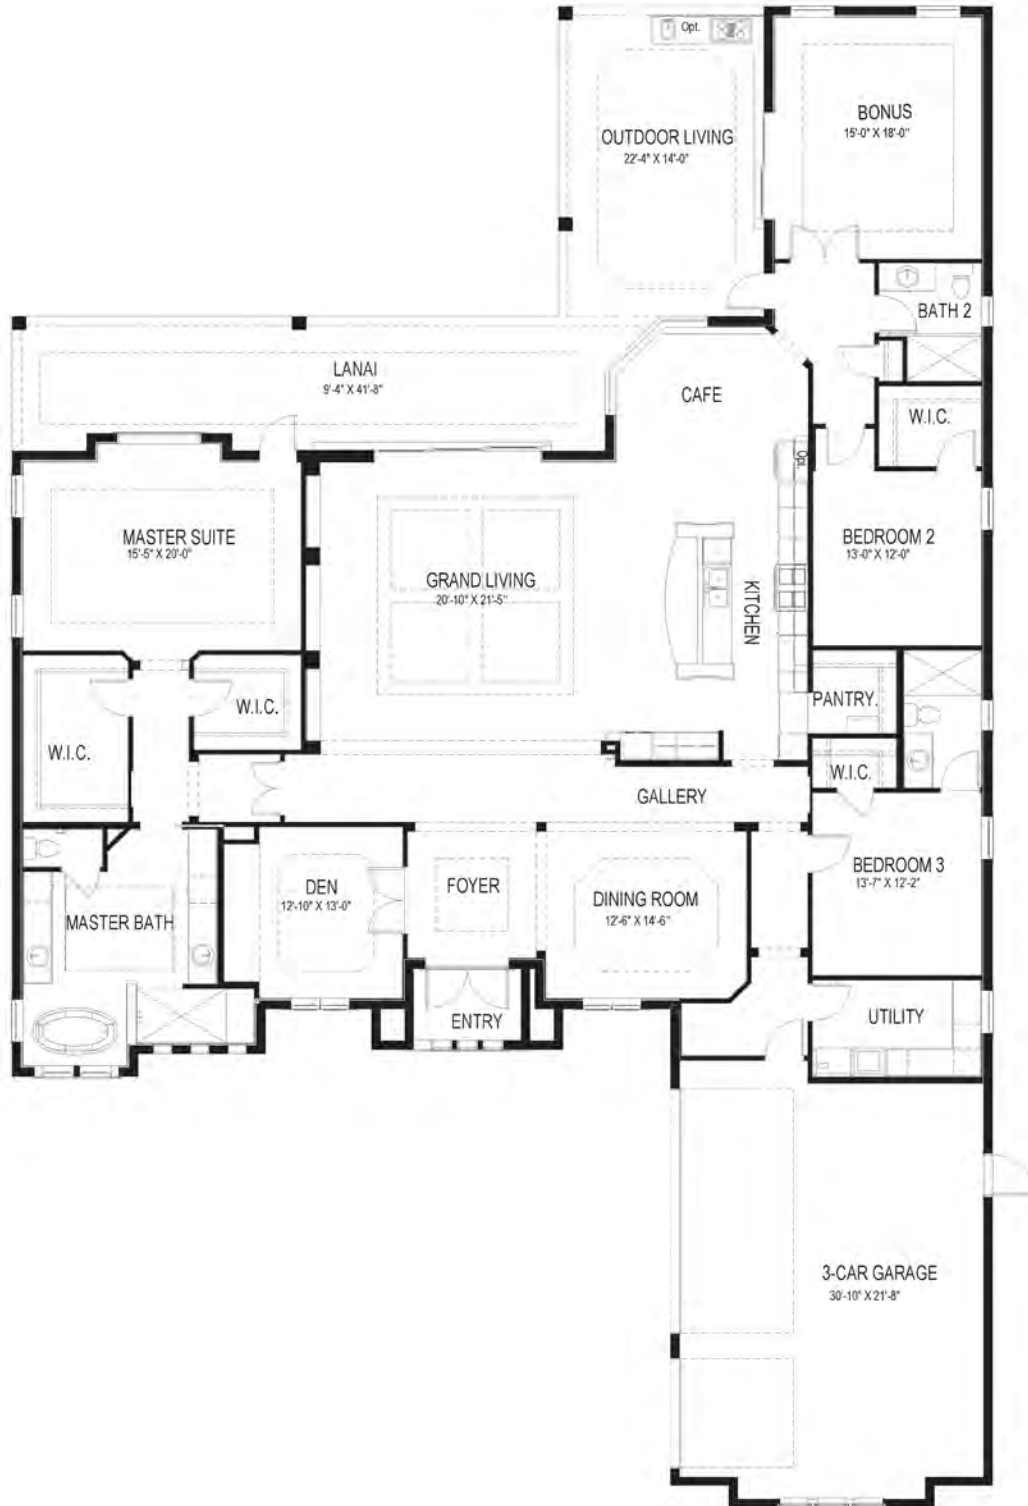 Opt.
BONUS
15'-0" X 18'-0"
OUTDOOR LIVING
22'-4" X 14'-0"
BATH 2
LANAI
9'-4" X 41'-8"
CAFE
W.I.C.
Opt.
MASTER SUITE
15'-5" X 20'-0"
BEDROOM 2
13'-0" X 12'-0"
GRAND LIVING
20'-10" X 21'-5"
KITCHEN
W.I.C.
PANTRY.
W.I.C.
W.I.C.
GALLERY
BEDROOM 3
13'-7" X 12'-2"
DEN
12'-10" X 13'-0"
FOYER
DINING ROOM
12'-6" X 14'-6"
MASTER BATH
ENTRY
UTILITY
3-CAR GARAGE
30'-10" X 21'-8"